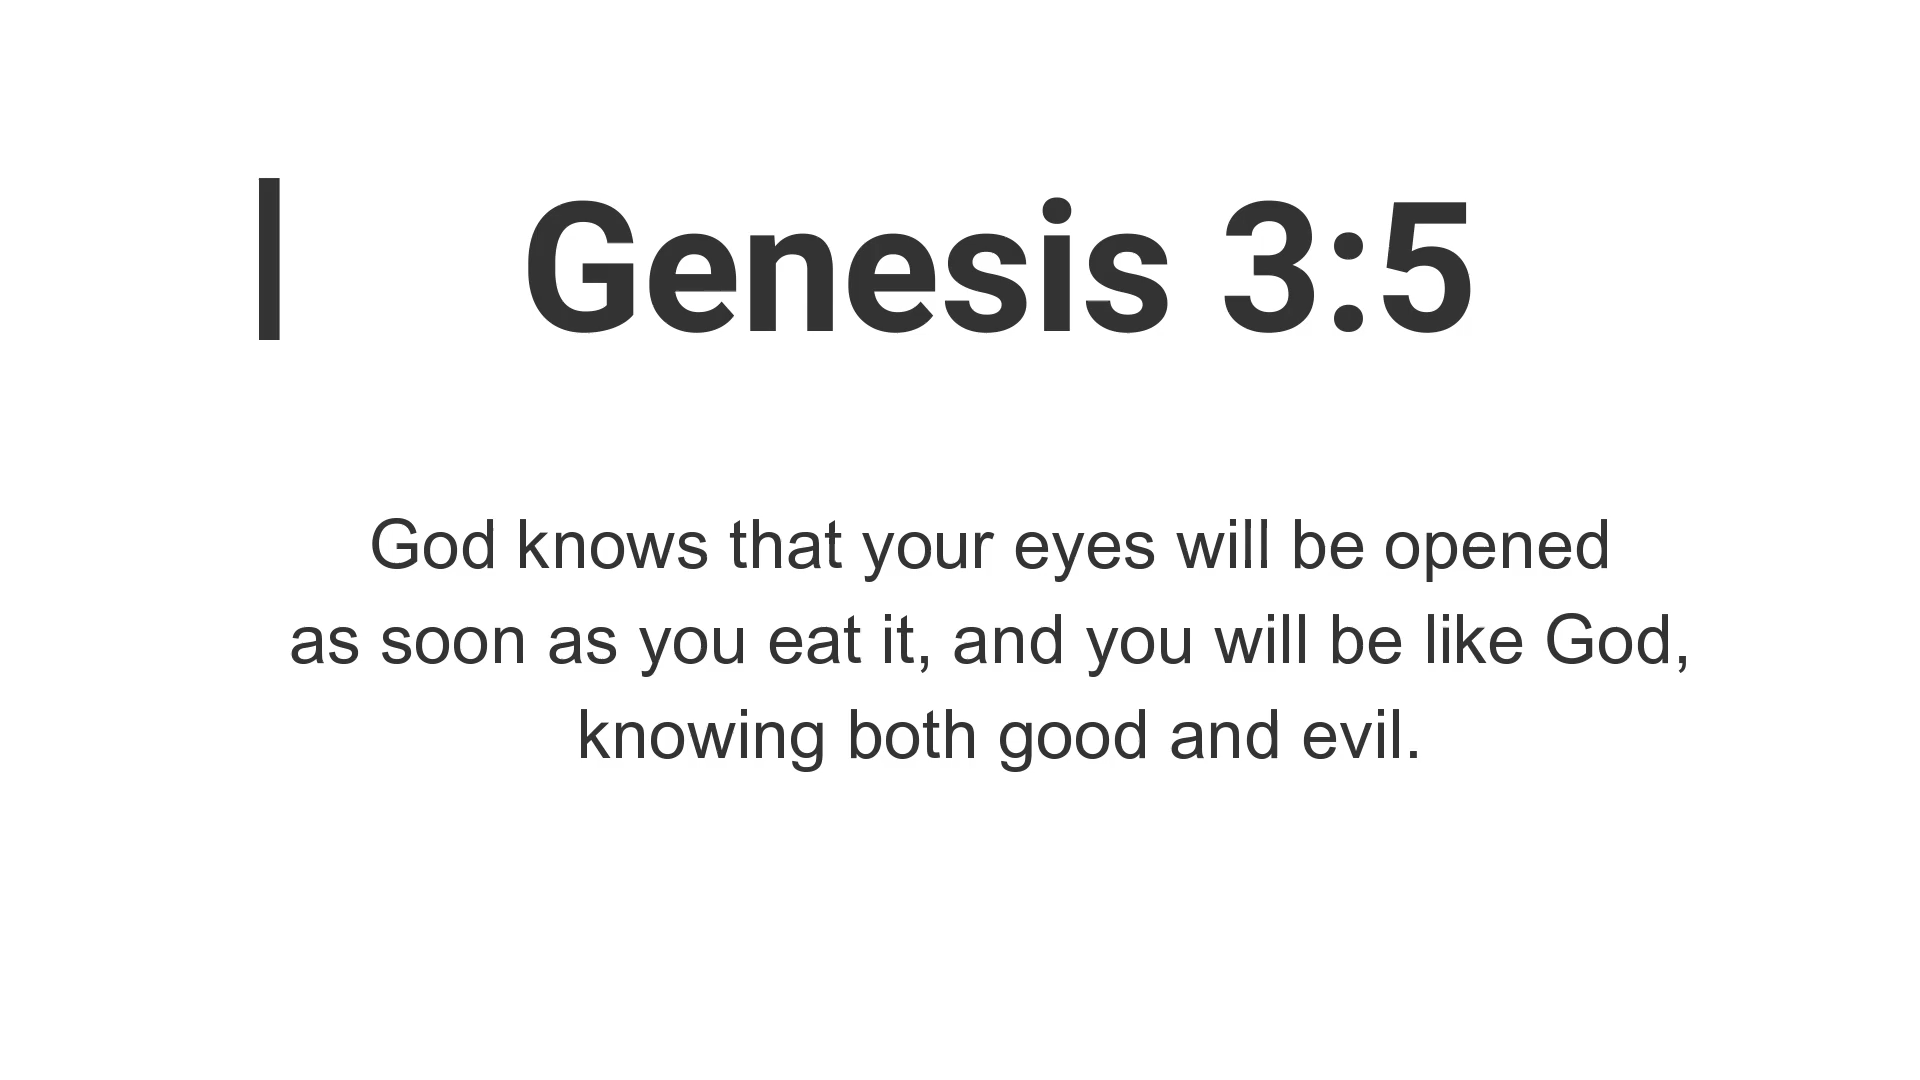 Genesis 3:5
God knows that your eyes will be opened
as soon as you eat it, and you will be like God,
knowing both good and evil.